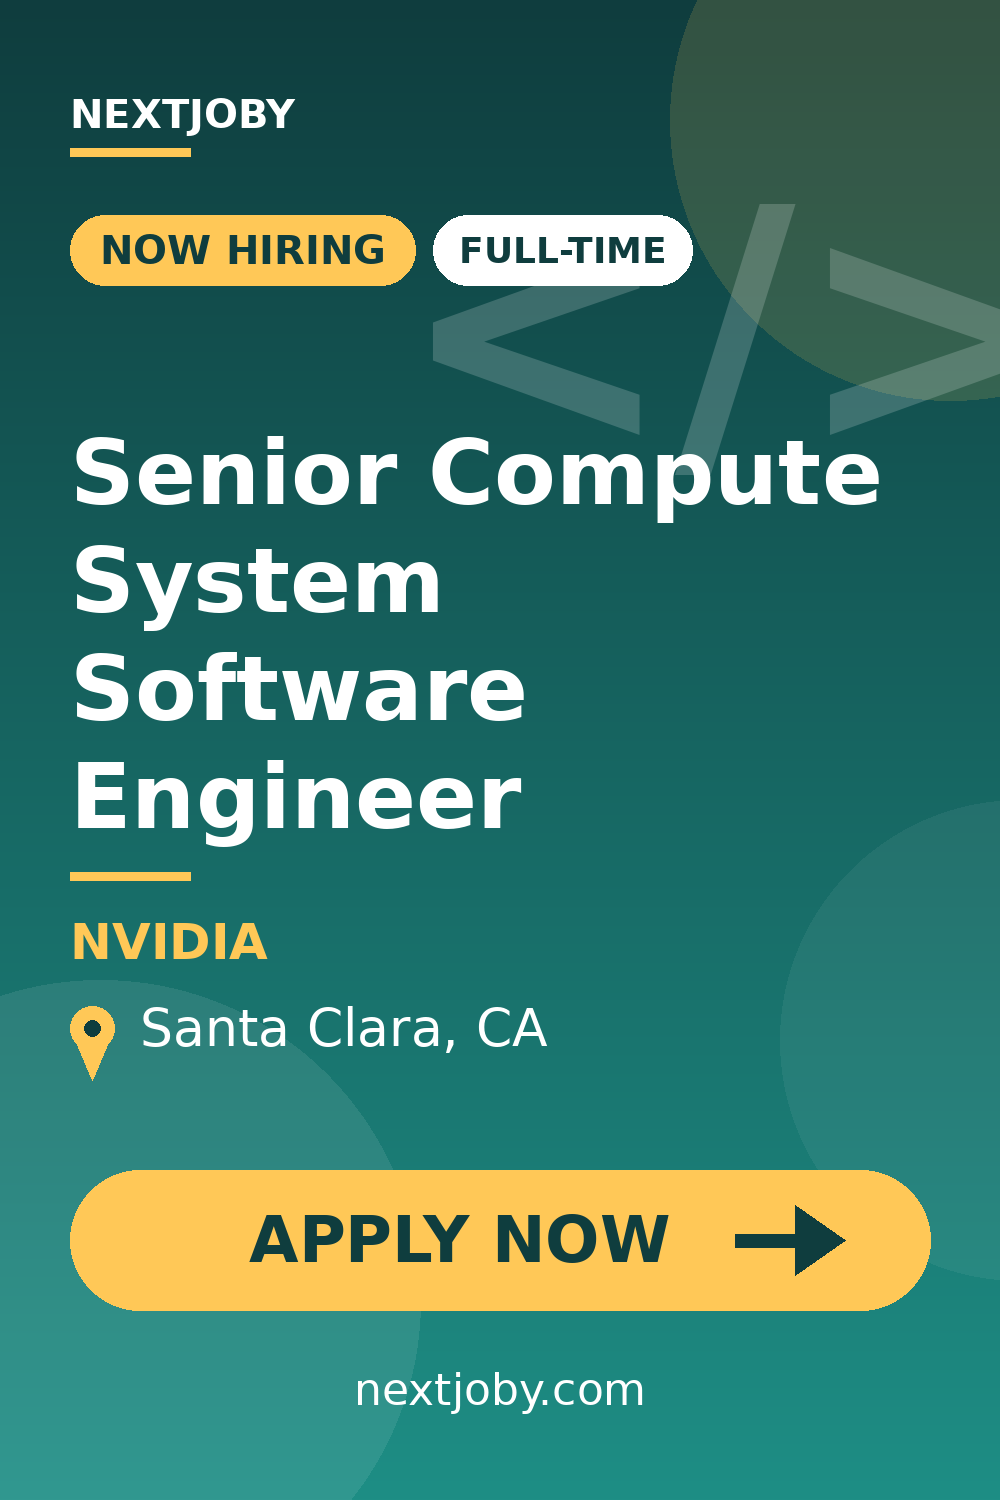 NEXTJOBY
NOW HIRING
FULL-TIME
</>
Senior Compute
System
Software
Engineer
NVIDIA
Santa Clara, CA
APPLY NOW
nextjoby.com